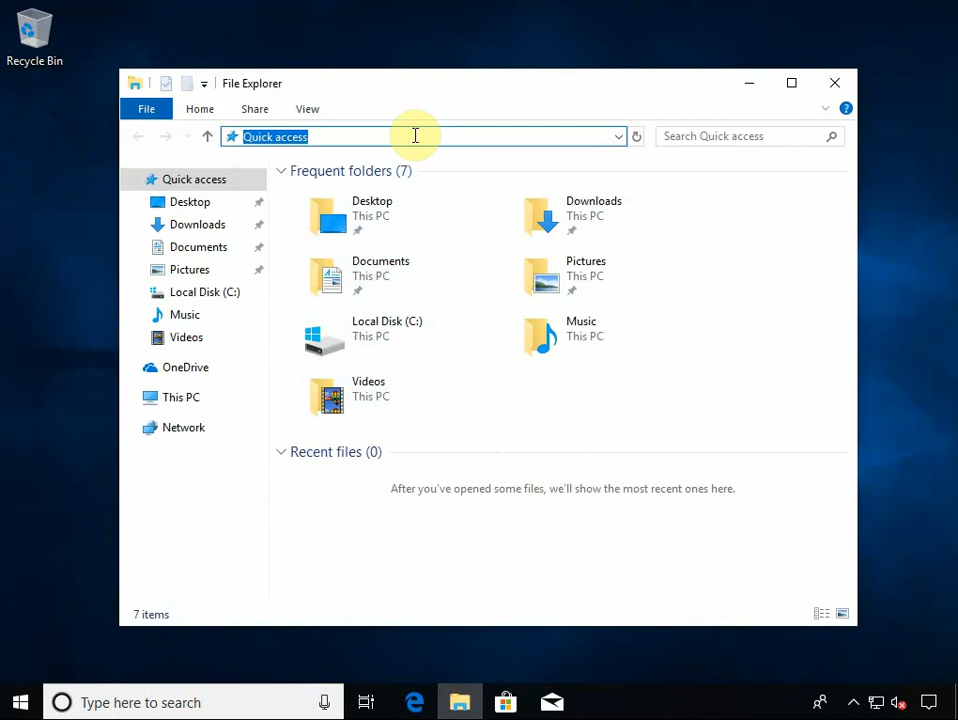 Recycle Bin
File Explorer
File
Home
Share
View
Quick access
Search Quick access
Quick access
Desktop
Downloads
Documents
Pictures
Local Disk (C:)
Music
Videos
OneDrive
This PC
Network
Frequent folders (7)
Desktop
This PC
Downloads
This PC
Documents
This PC
Pictures
This PC
Local Disk (C:)
This PC
Music
This PC
Videos
This PC
Recent files (0)
After you've opened some files, we'll show the most recent ones here.
7 items
Type here to search